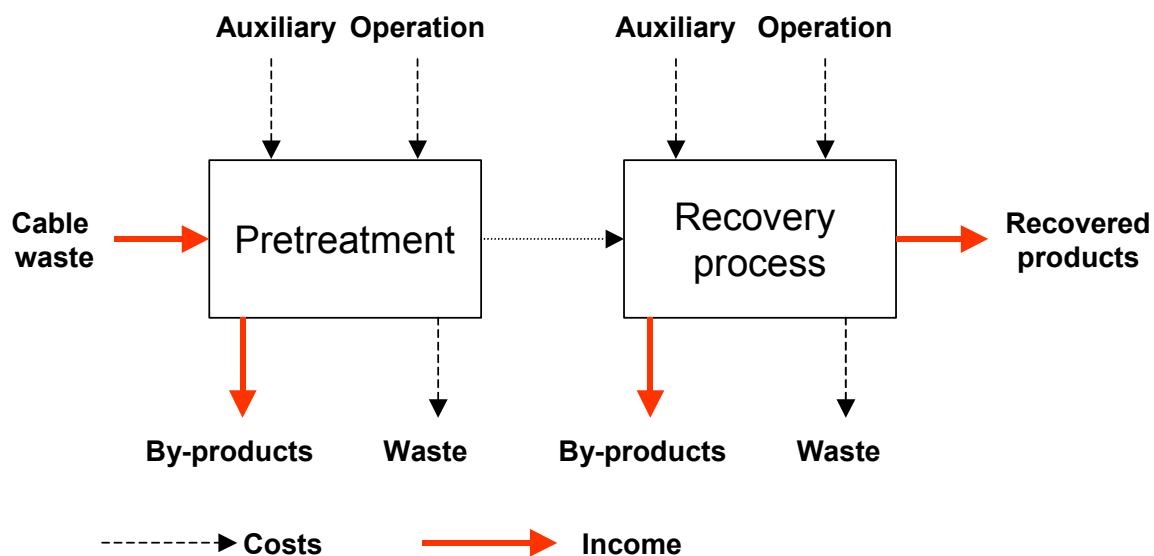 Auxiliary Operation Auxiliary Operation
Cable
waste
Pretreatment
Recovery
process
Recovered
products
By-products Waste By-products Waste
Costs Income